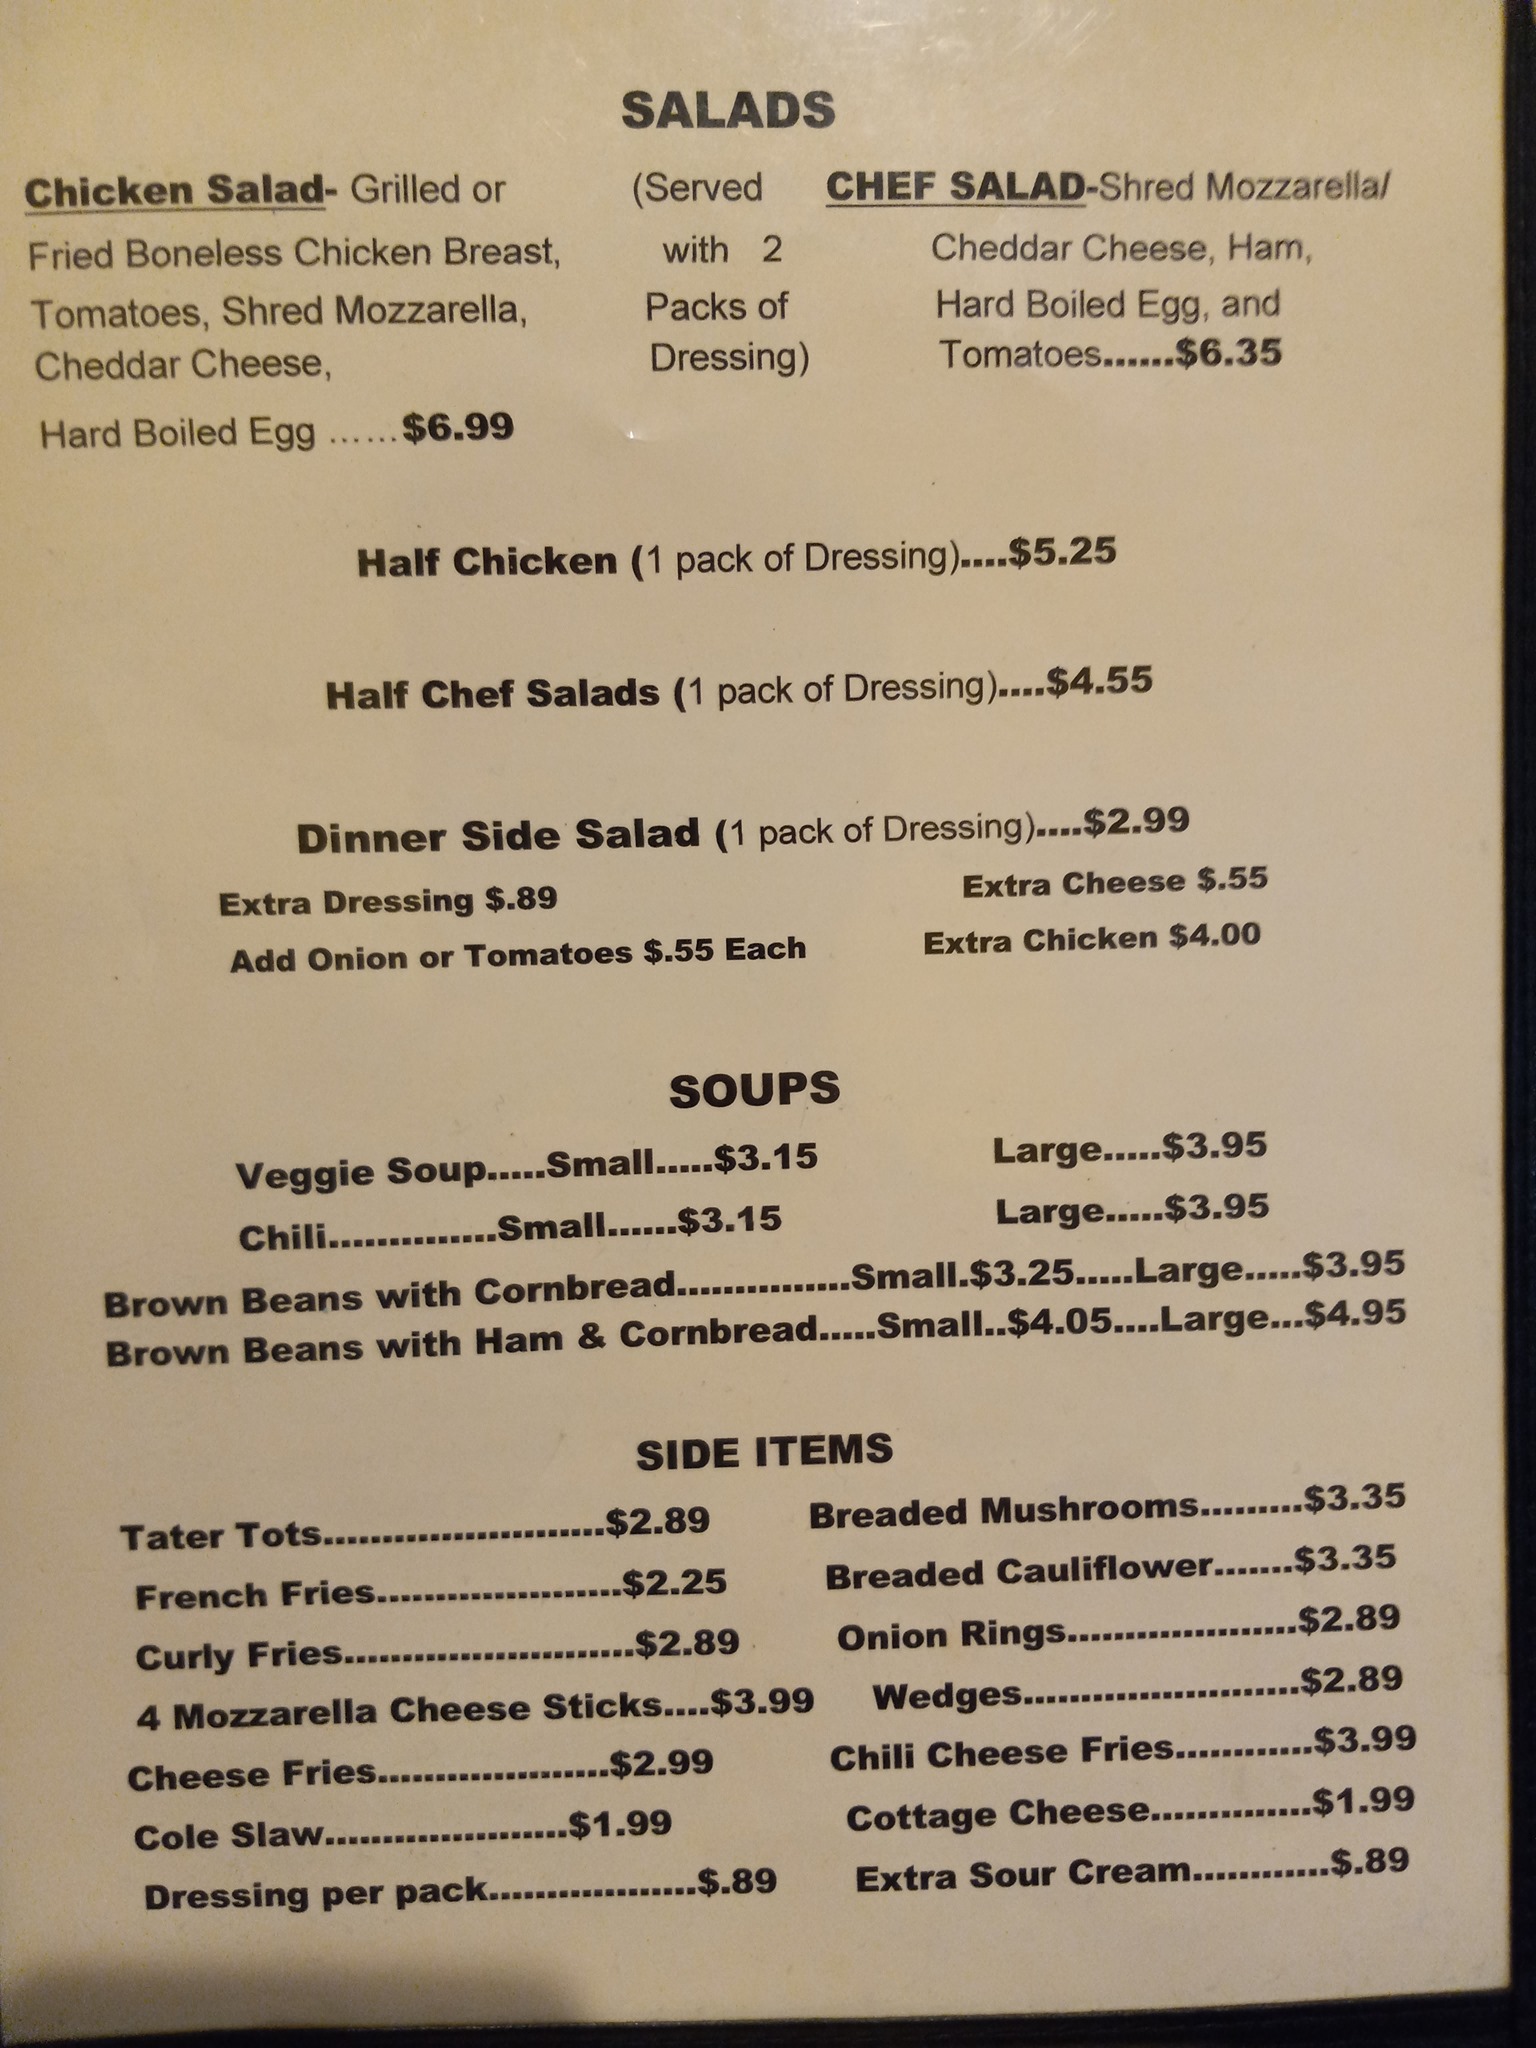 SALADS
Chicken Salad- Grilled or
Fried Boneless Chicken Breast,
Tomatoes, Shred Mozzarella,
Cheddar Cheese,
Hard Boiled Egg ......$6.99
(Served
with 2
Packs of
Dressing)
CHEF SALAD-Shred Mozzarella/
Cheddar Cheese, Ham,
Hard Boiled Egg, and
Tomatoes......$6.35
Half Chicken (1 pack of Dressing)....$5.25
Half Chef Salads (1 pack of Dressing)....$4.55
Dinner Side Salad (1 pack of Dressing)....$2.99
Extra Dressing $.89 Extra Cheese $.55
Add Onion or Tomatoes $.55 Each Extra Chicken $4.00
SOUPS
Veggie Soup.....Small.....$3.15 Large.....$3.95
Chili..............Small......$3.15 Large.....$3.95
Brown Beans with Cornbread...............Small.$3.25.....Large.....$3.95
Brown Beans with Ham & Cornbread.....Small..$4.05....Large...$4.95
SIDE ITEMS
Tater Tots........................$2.89 Breaded Mushrooms.........$3.35
French Fries.....................$2.25 Breaded Cauliflower.......$3.35
Curly Fries.........................$2.89 Onion Rings....................$2.89
4 Mozzarella Cheese Sticks....$3.99 Wedges........................$2.89
Cheese Fries....................$2.99 Chili Cheese Fries............$3.99
Cole Slaw.....................$1.99 Cottage Cheese..............$1.99
Dressing per pack..................$.89 Extra Sour Cream............$.89